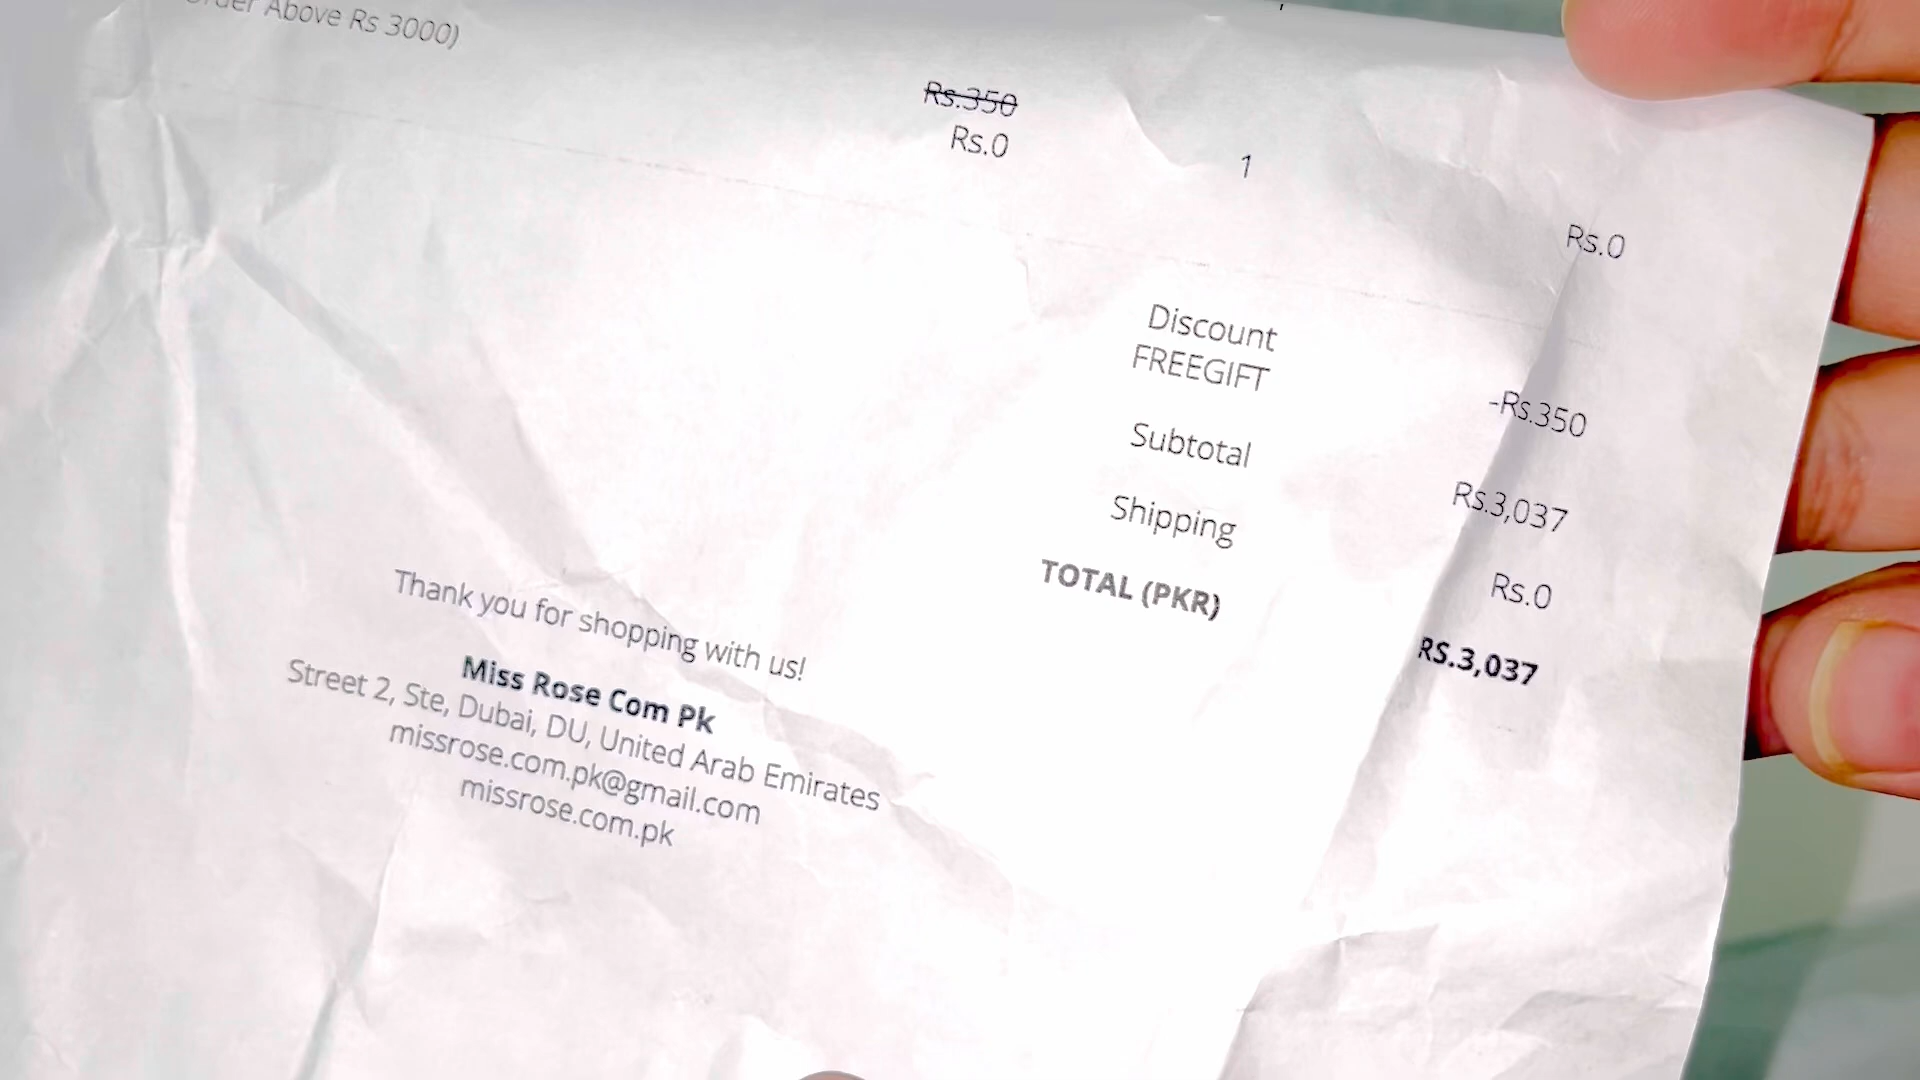 Above Rs 3000)
Rs.350
Rs.0
1
Rs.0
Discount
FREEGIFT
-Rs.350
Subtotal
Rs.3,037
Shipping
Rs.0
TOTAL (PKR)
RS.3,037
Thank you for shopping with us!
Miss Rose Com Pk
Street 2, Ste, Dubai, DU, United Arab Emirates
missrose.com.pk@gmail.com
missrose.com.pk